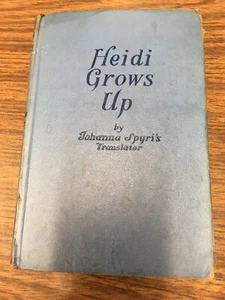 Heidi
Grows
Up
by
Johanna Spyri's
Translator